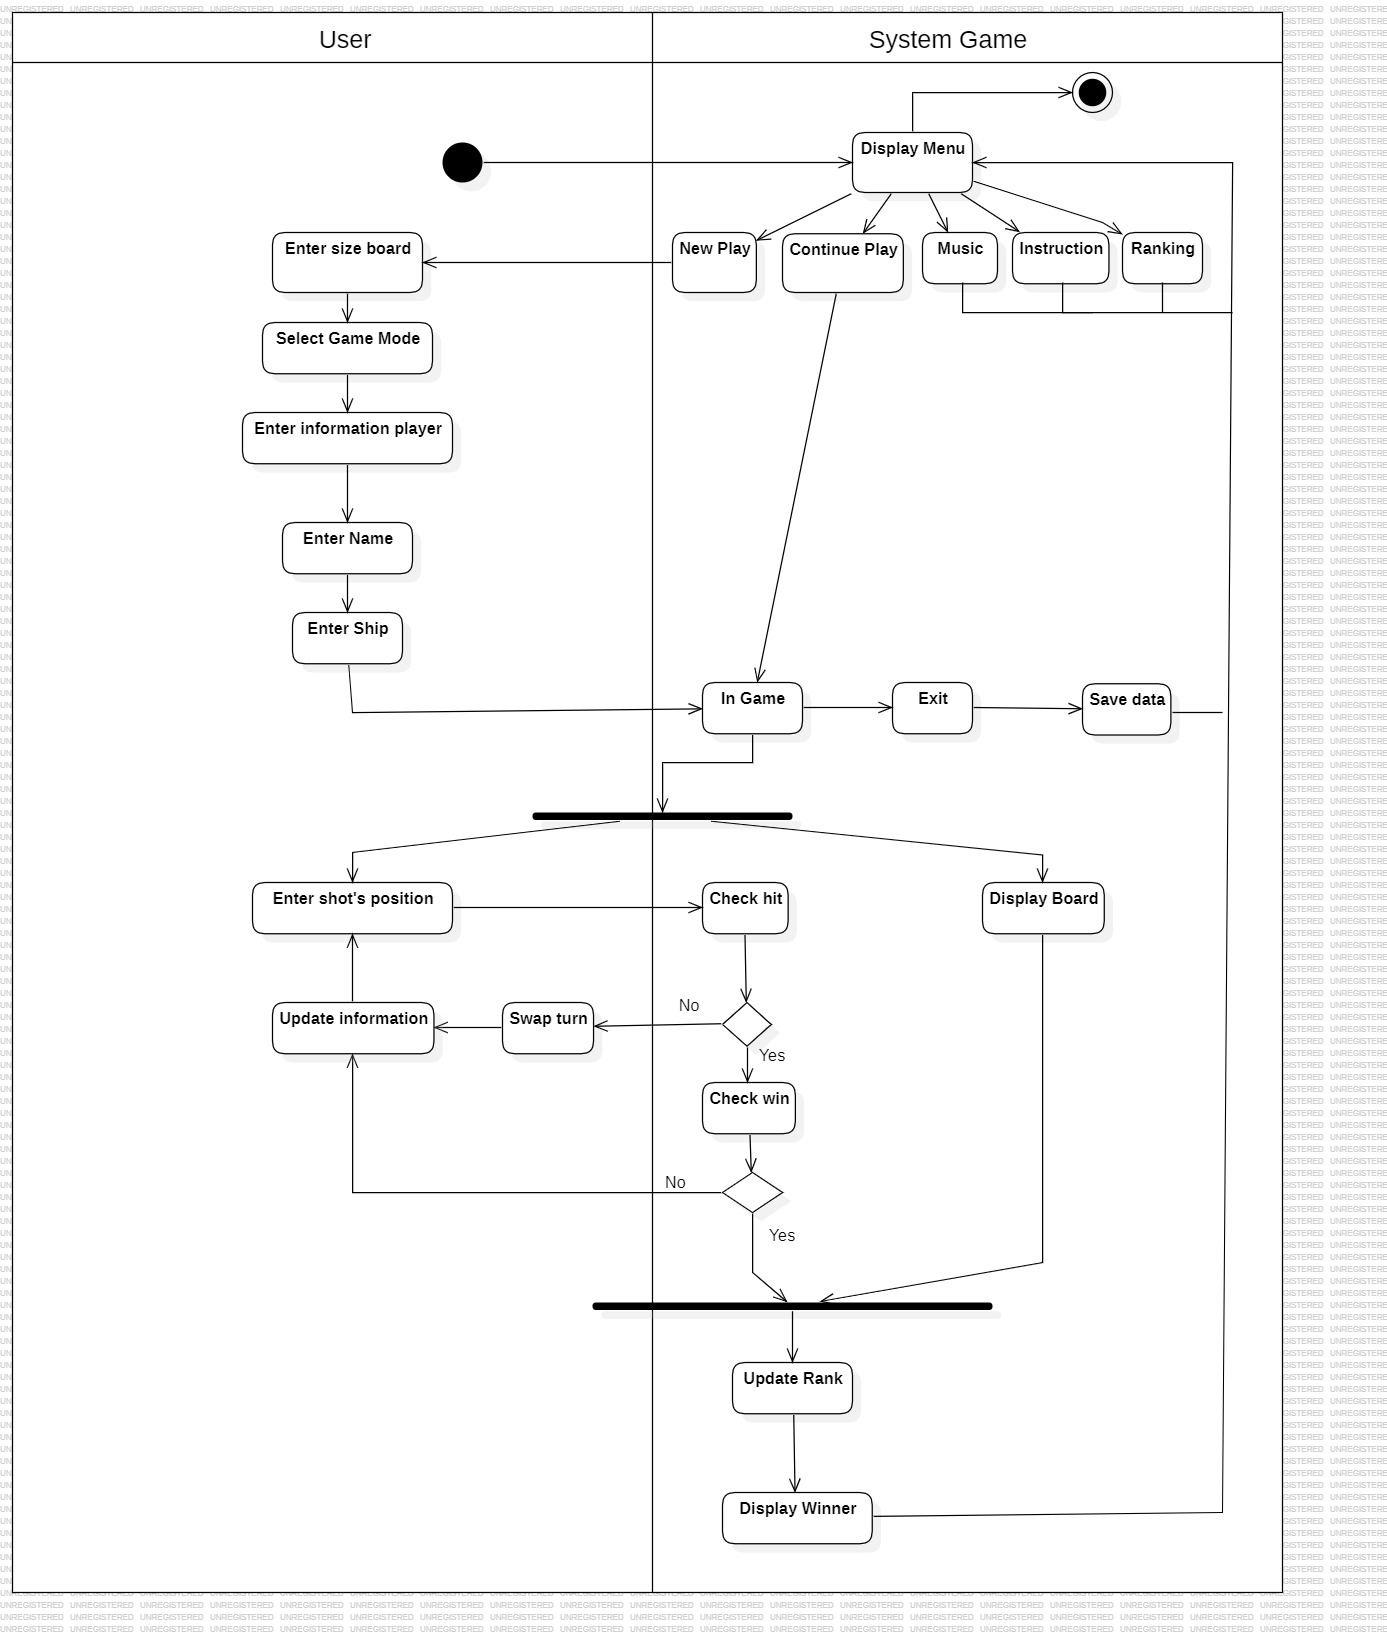 User
System Game
Display Menu
New Play
Continue Play
Music
Instruction
Ranking
Enter size board
Select Game Mode
Enter information player
Enter Name
Enter Ship
In Game
Exit
Save data
Enter shot's position
Check hit
Display Board
Update information
Swap turn
No
Yes
Check win
No
Yes
Update Rank
Display Winner
UNREGISTERED